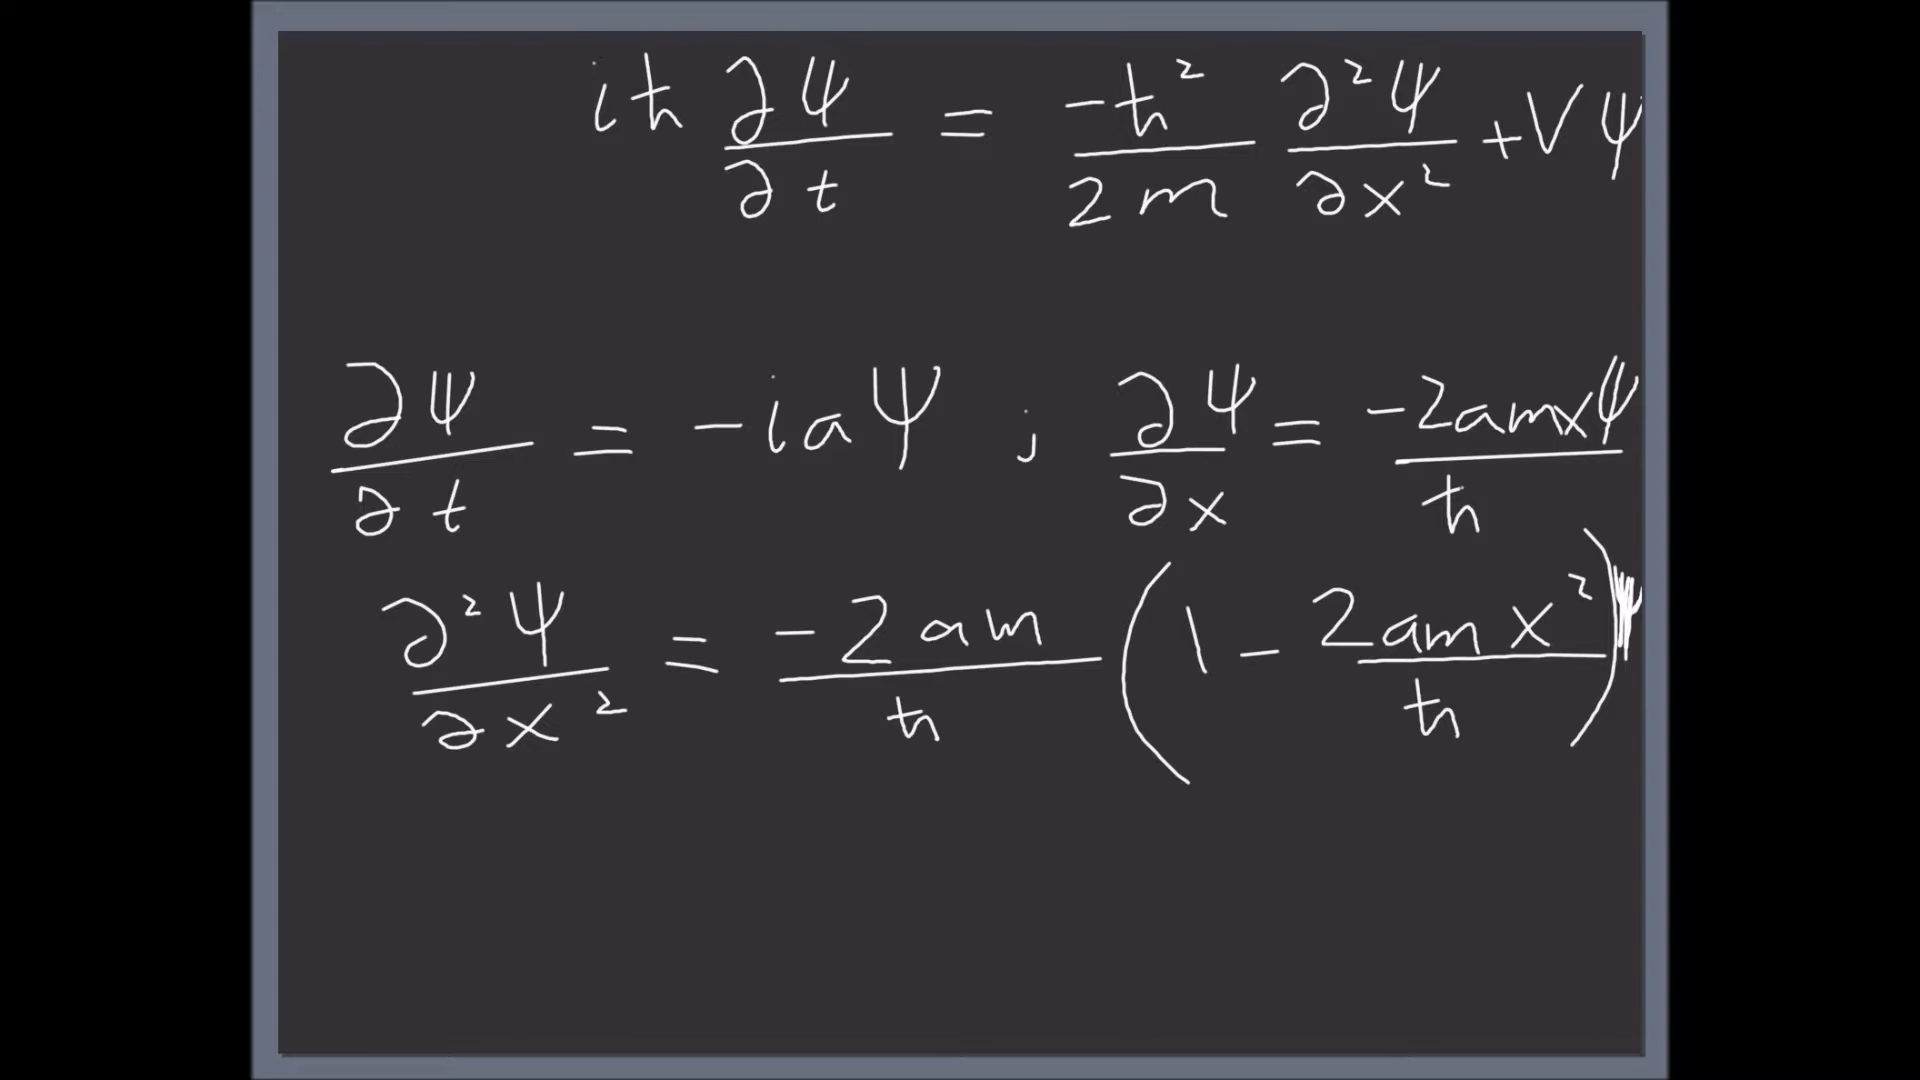 iħ ∂Ψ/∂t = -ħ²/2m ∂²Ψ/∂x² + VΨ
∂Ψ/∂t = -iaΨ ; ∂Ψ/∂x = -2amxΨ/ħ
∂²Ψ/∂x² = -2am/ħ (1 - 2amx²/ħ)Ψ